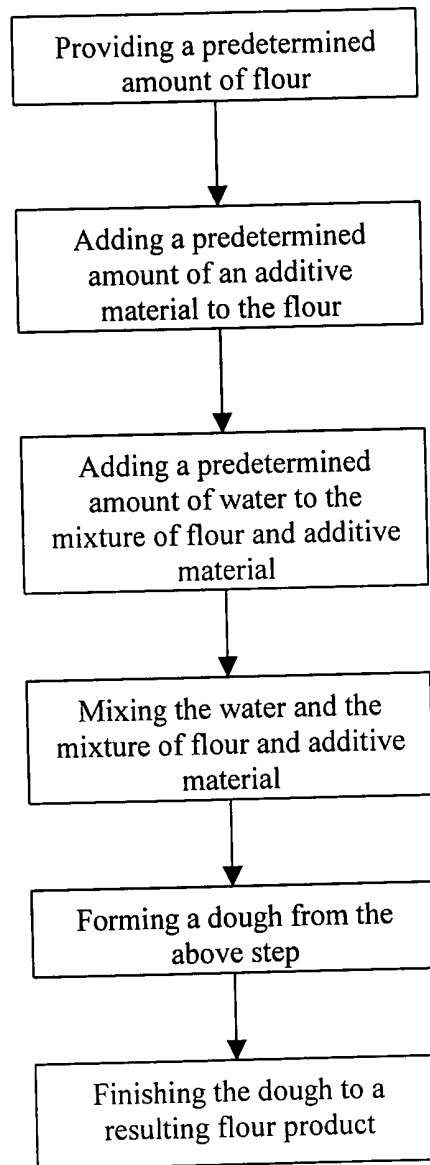 Providing a predetermined
amount of flour
Adding a predetermined
amount of an additive
material to the flour
Adding a predetermined
amount of water to the
mixture of flour and additive
material
Mixing the water and the
mixture of flour and additive
material
Forming a dough from the
above step
Finishing the dough to a
resulting flour product